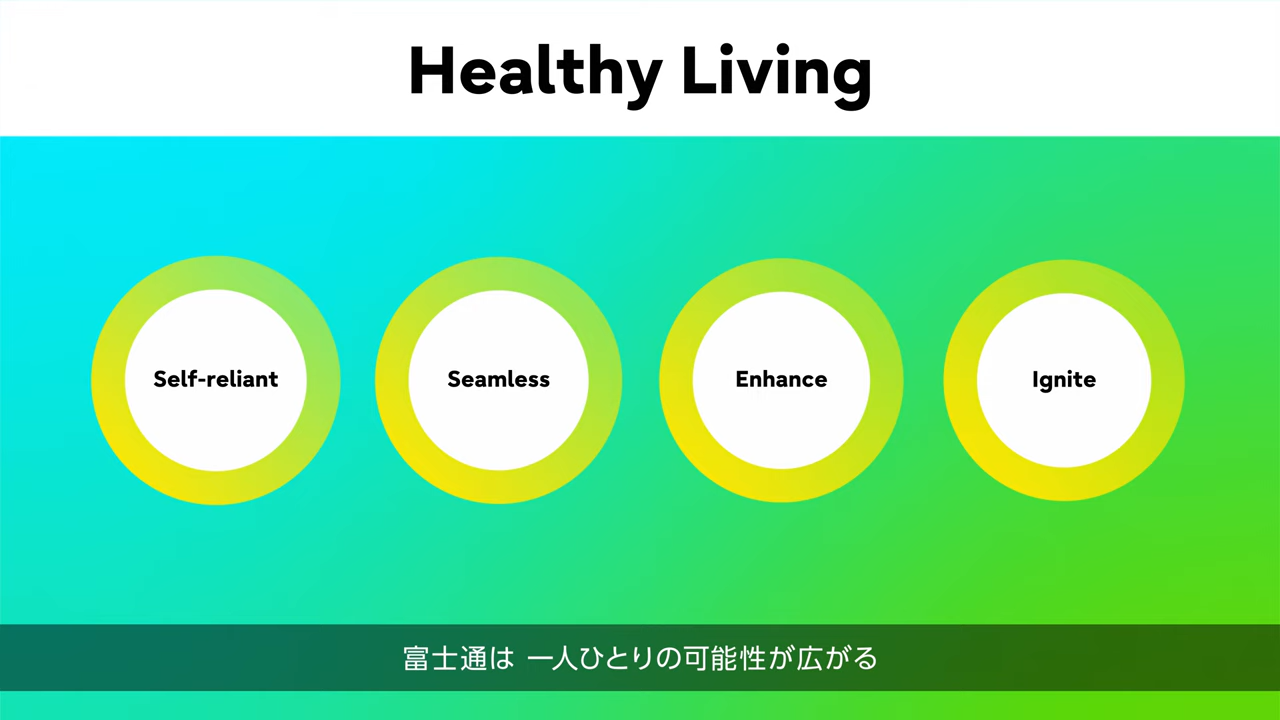 Healthy Living
Self-reliant
Seamless
Enhance
Ignite
富士通は 一人ひとりの可能性が広がる